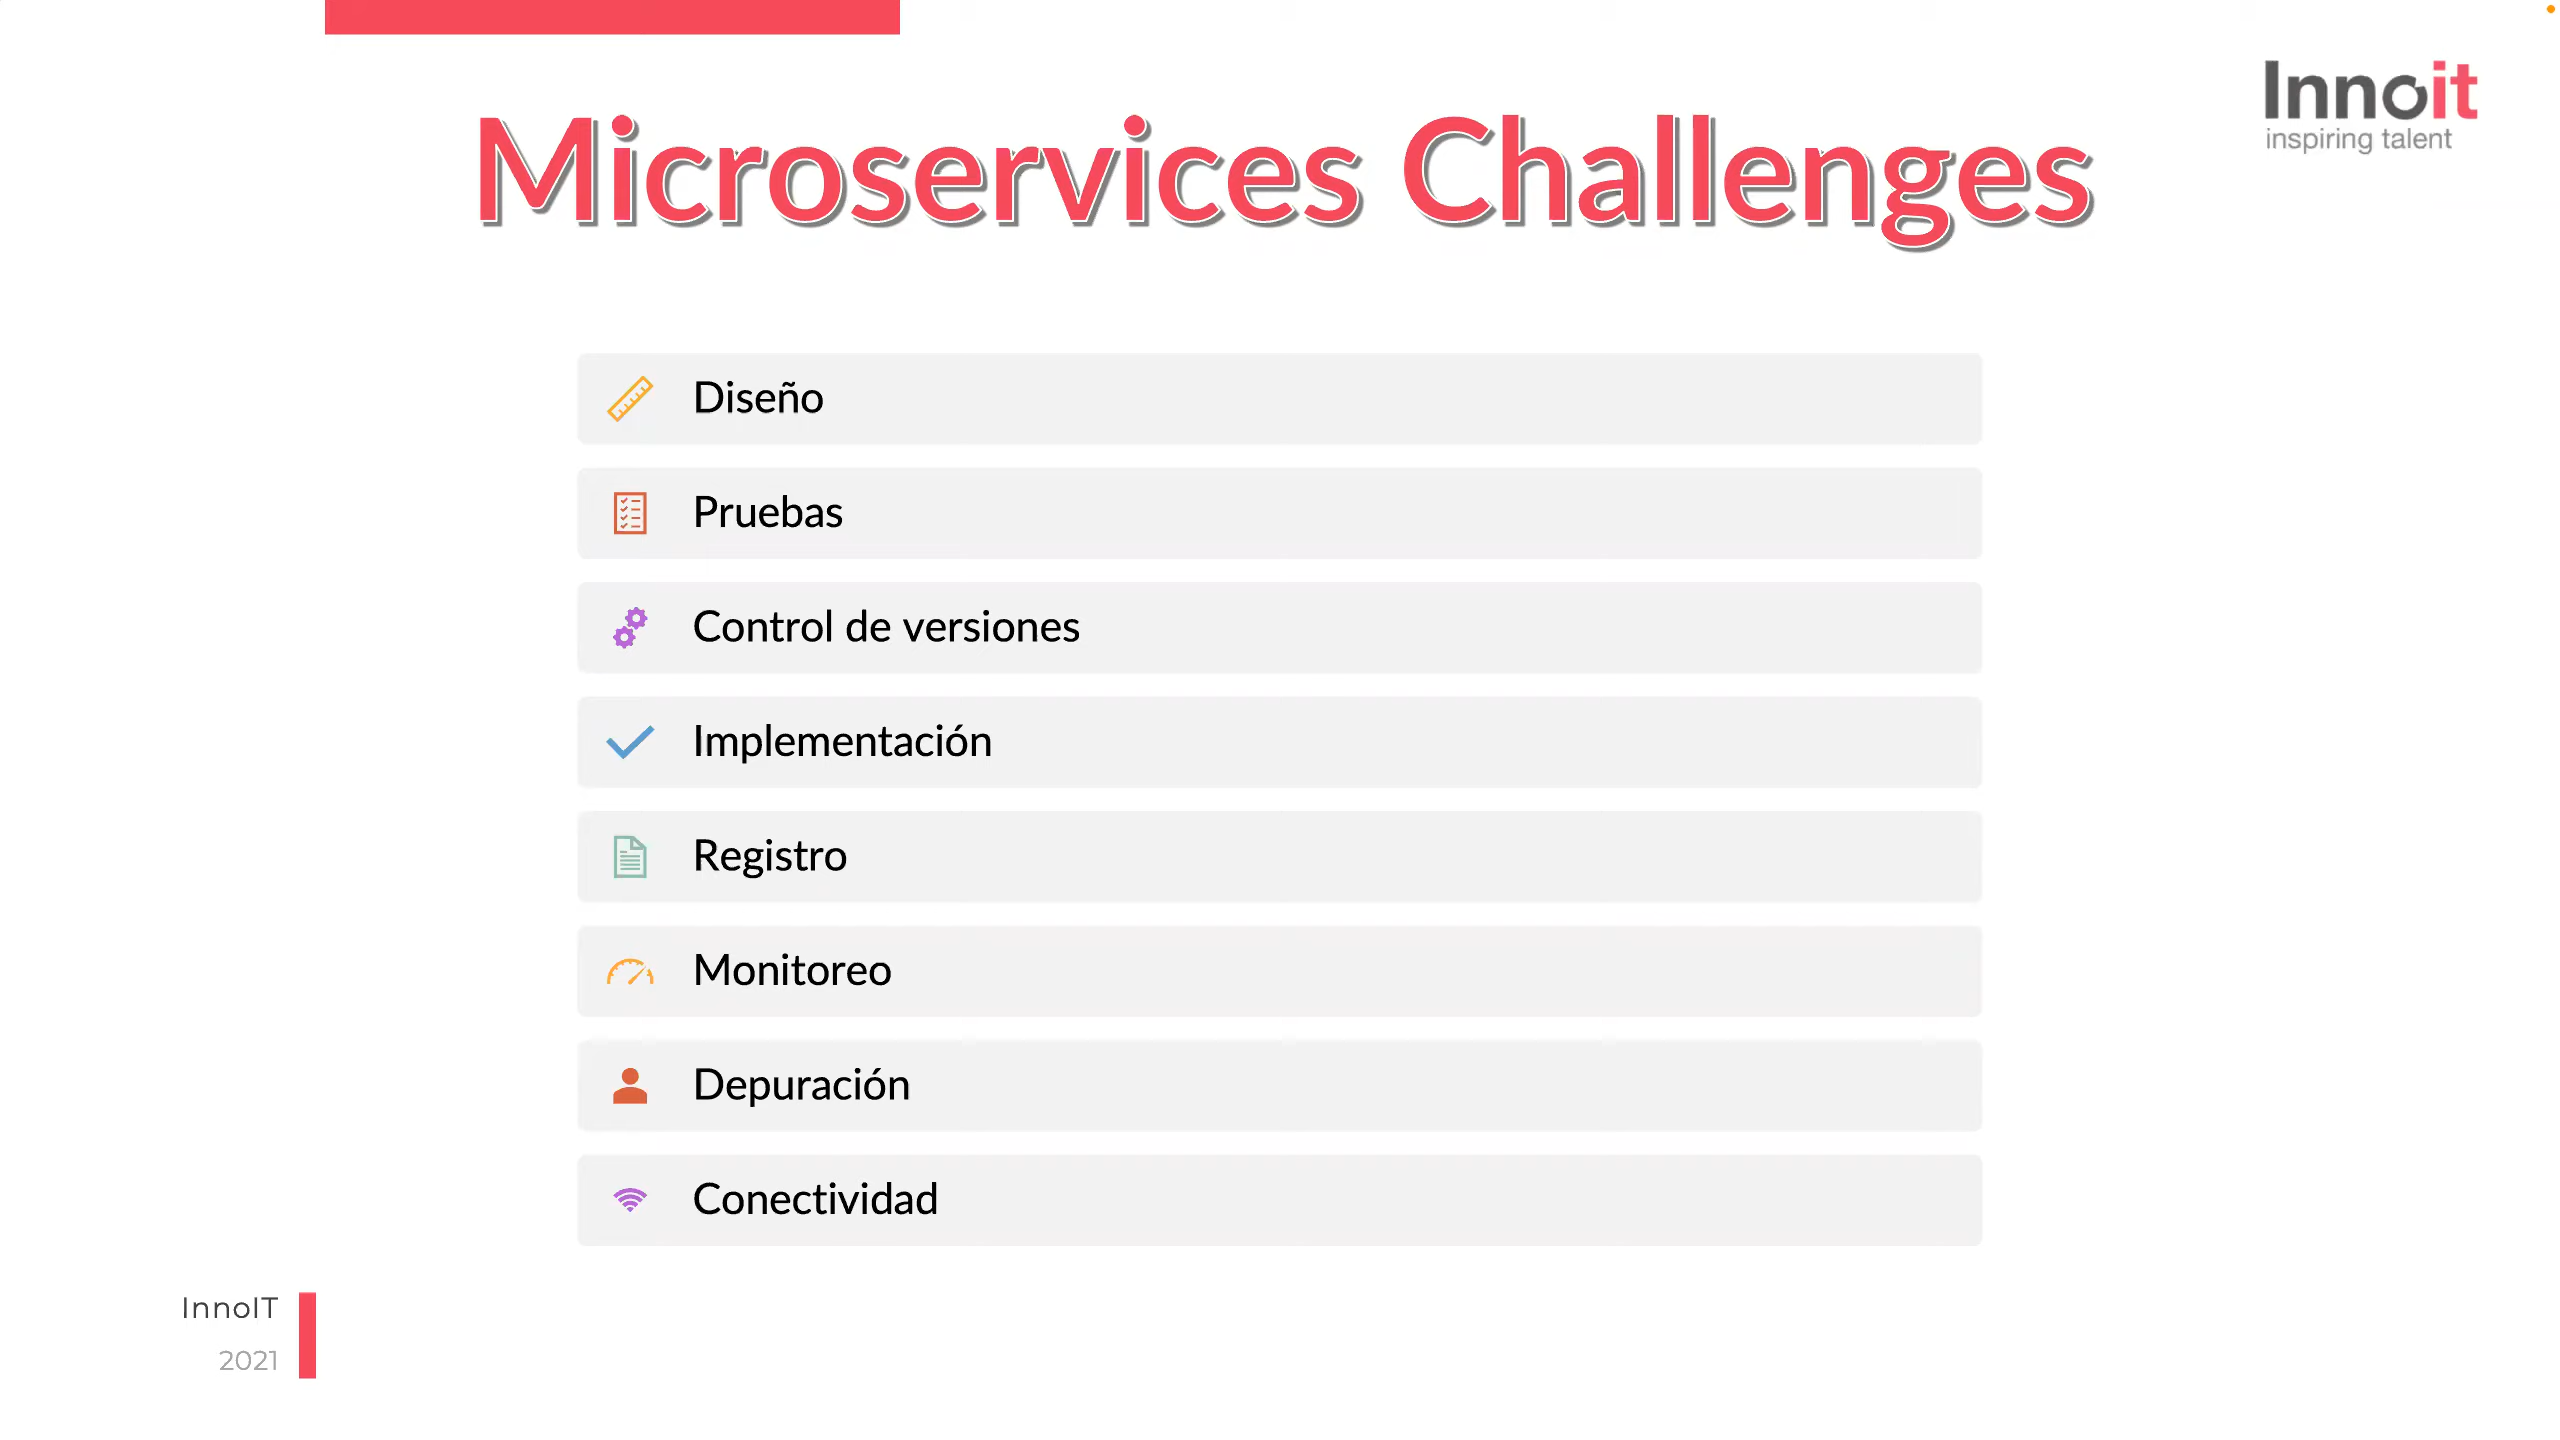 Innoit
inspiring talent
Microservices Challenges
Diseño
Pruebas
Control de versiones
Implementación
Registro
Monitoreo
Depuración
Conectividad
InnoIT
2021